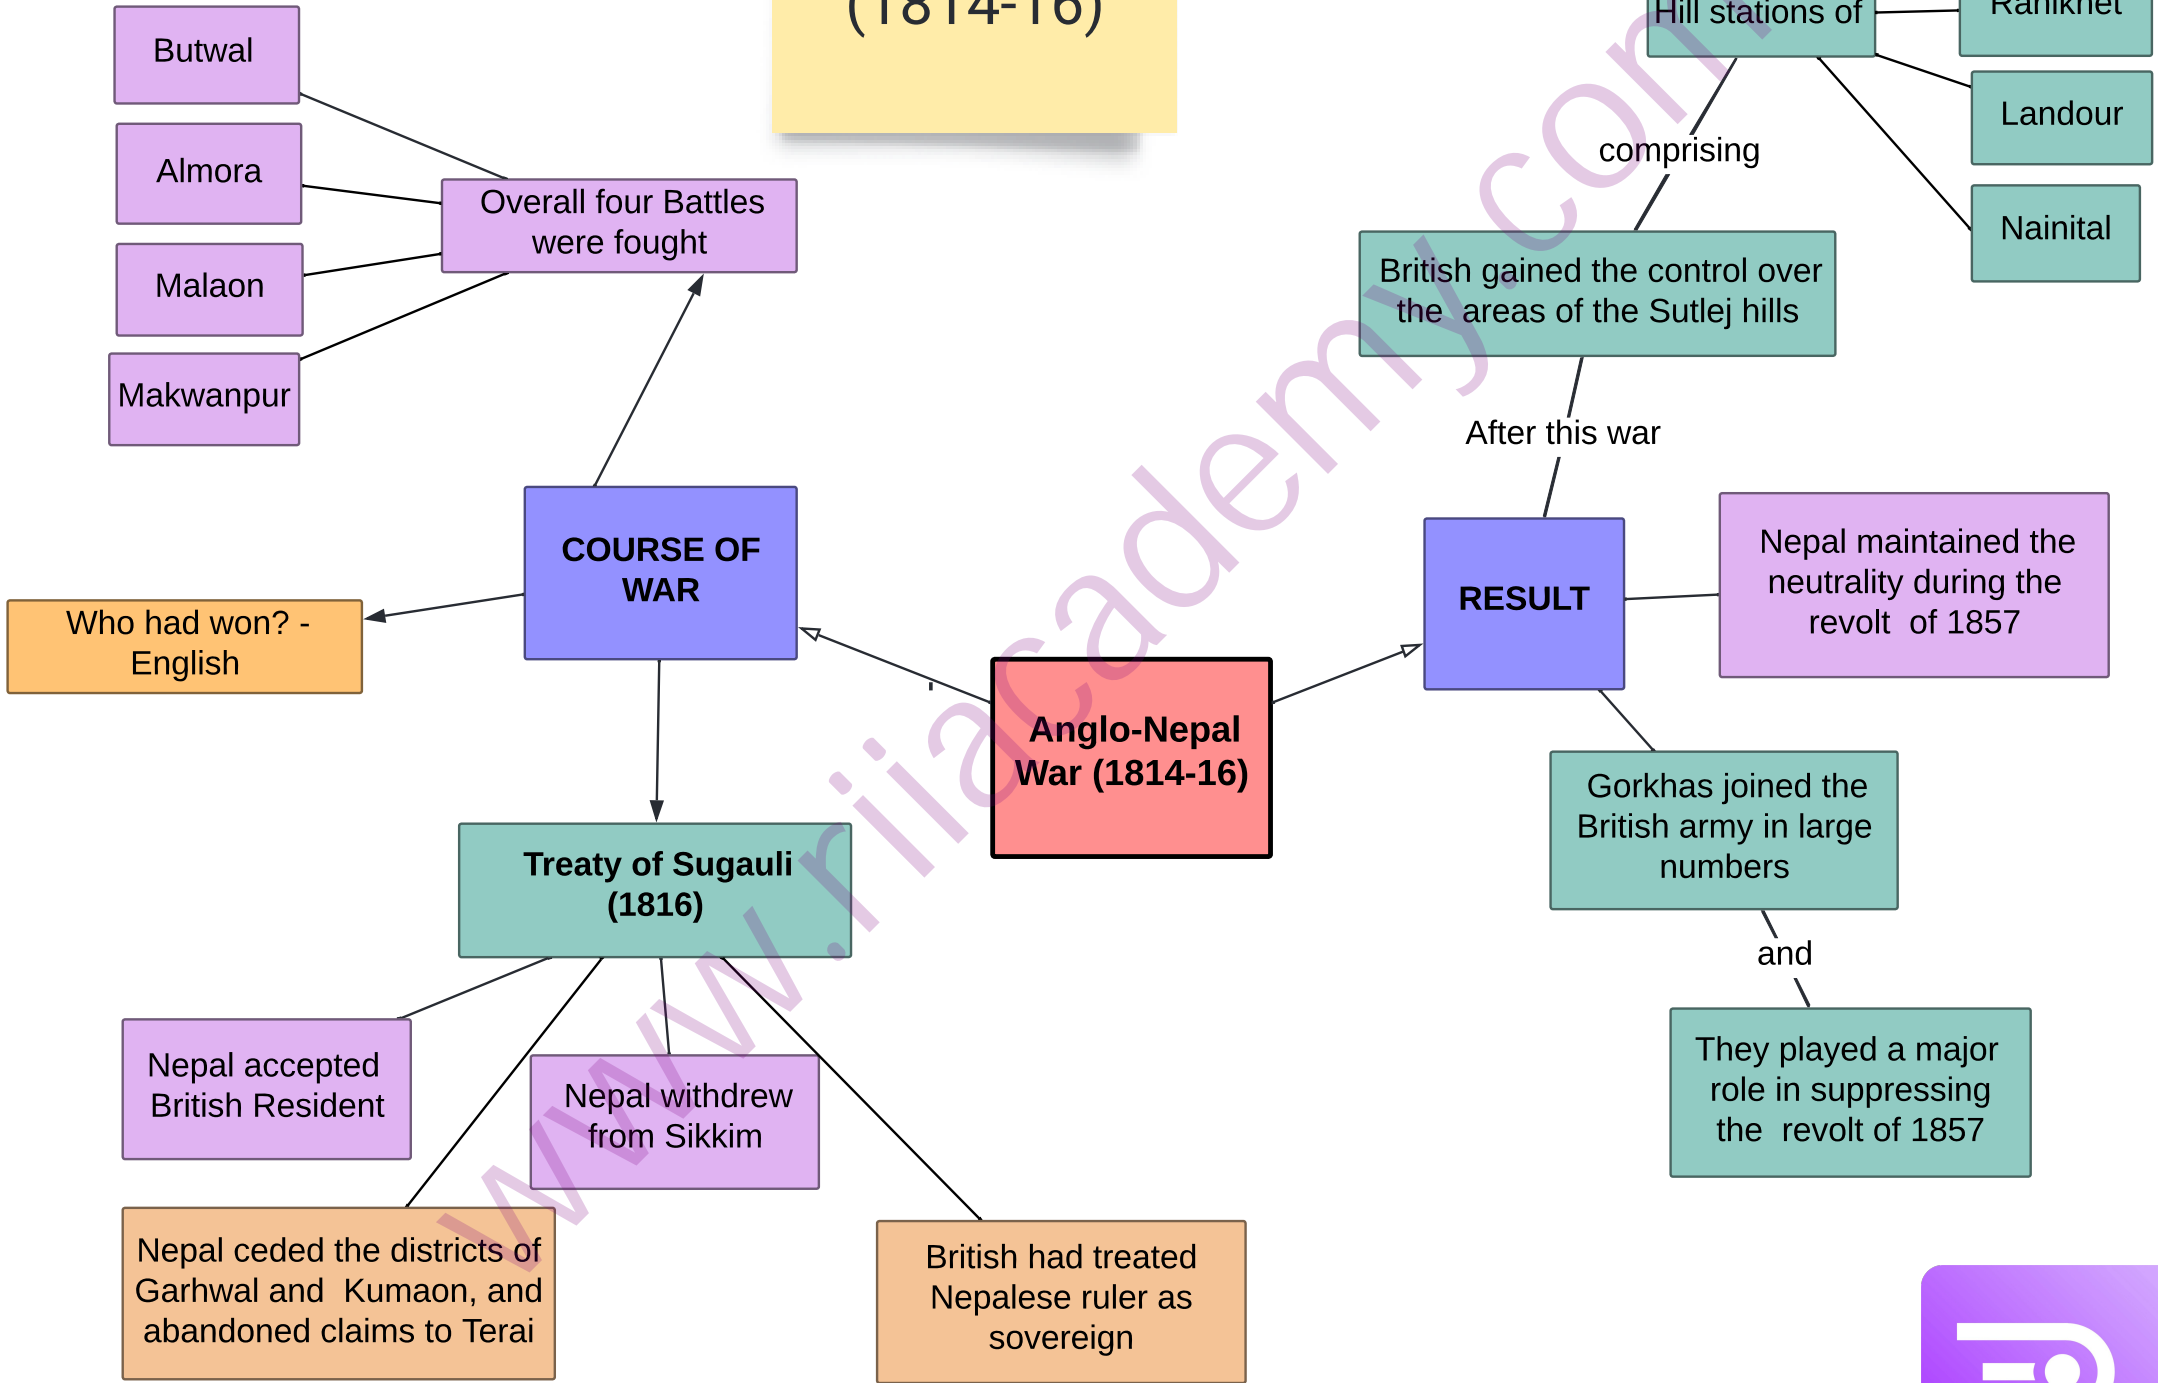 (1814-16)
Hill stations of
Ranikhet
Landour
Nainital
comprising
British gained the control over
the  areas of the Sutlej hills
After this war
Butwal
Almora
Malaon
Makwanpur
Overall four Battles
were fought
COURSE OF
WAR
Who had won? -
English
RESULT
Nepal maintained the
neutrality during the
revolt  of 1857
Anglo-Nepal
War (1814-16)
Gorkhas joined the
British army in large
numbers
and
They played a major
role in suppressing
the  revolt of 1857
Treaty of Sugauli
(1816)
Nepal accepted
British Resident
Nepal withdrew
from Sikkim
Nepal ceded the districts of
Garhwal and  Kumaon, and
abandoned claims to Terai
British had treated
Nepalese ruler as
sovereign